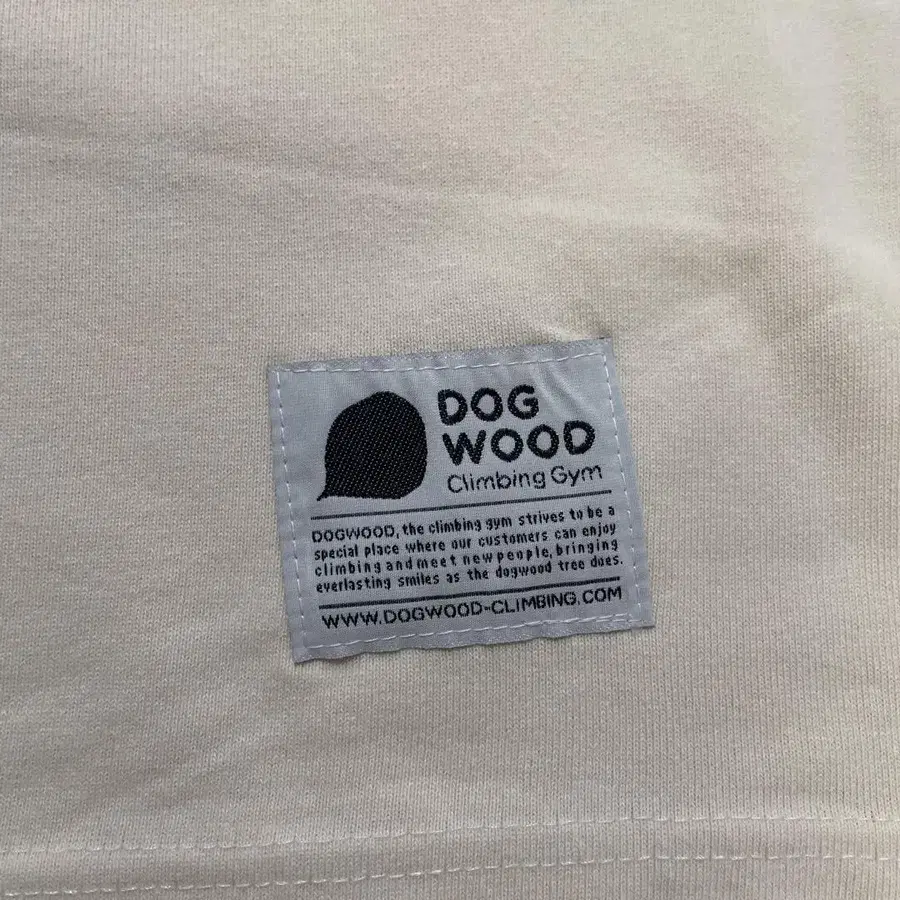 DOG
WOOD
Climbing Gym
DOGWOOD, the climbing gym strives to be a
special place where our customers can enjoy
climbing and meet new people, bringing
everlasting smiles as the dogwood tree does.
WWW.DOGWOOD-CLIMBING.COM